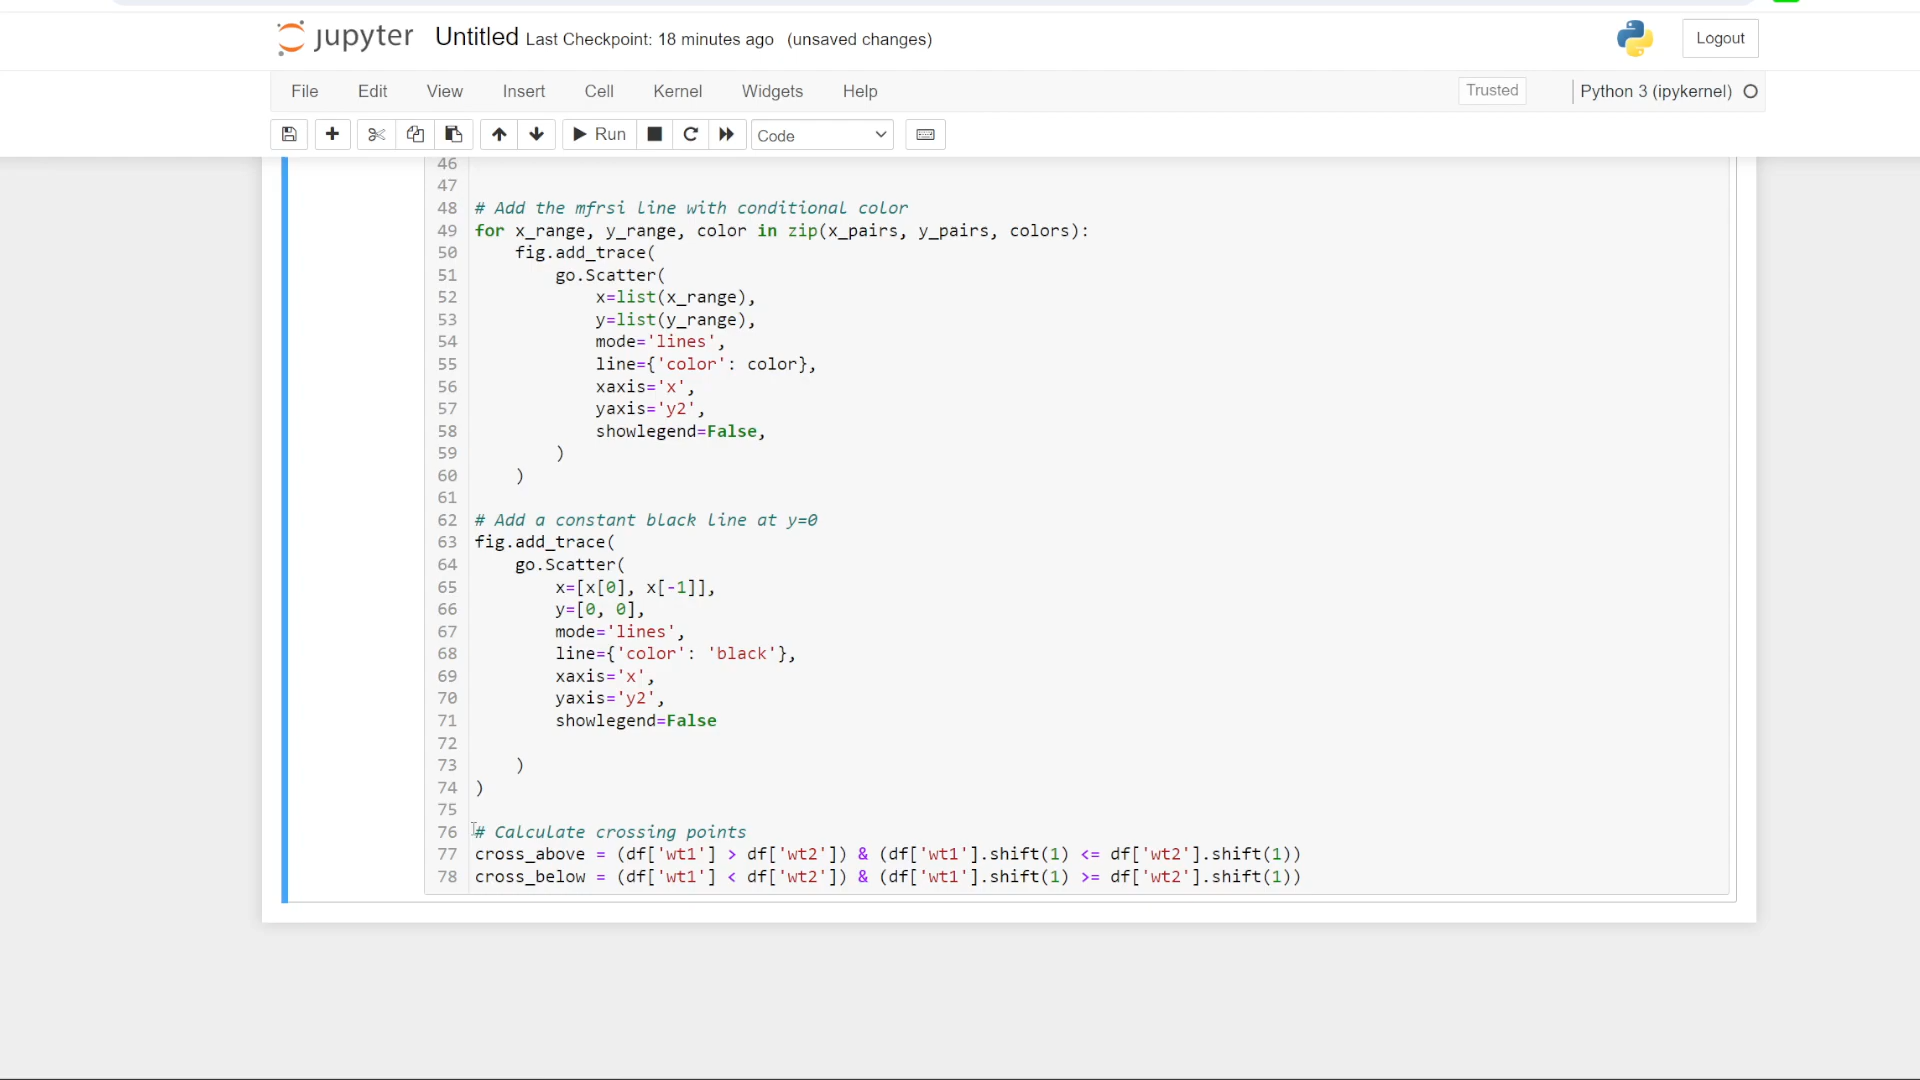 jupyter Untitled Last Checkpoint: 18 minutes ago (unsaved changes) Logout
File Edit View Insert Cell Kernel Widgets Help Trusted Python 3 (ipykernel)
Run Code
46
47
48 # Add the mfrsi line with conditional color
49 for x_range, y_range, color in zip(x_pairs, y_pairs, colors):
50     fig.add_trace(
51         go.Scatter(
52             x=list(x_range),
53             y=list(y_range),
54             mode='lines',
55             line={'color': color},
56             xaxis='x',
57             yaxis='y2',
58             showlegend=False,
59         )
60     )
61
62 # Add a constant black line at y=0
63 fig.add_trace(
64     go.Scatter(
65         x=[x[0], x[-1]],
66         y=[0, 0],
67         mode='lines',
68         line={'color': 'black'},
69         xaxis='x',
70         yaxis='y2',
71         showlegend=False
72
73     )
74 )
75
76 # Calculate crossing points
77 cross_above = (df['wt1'] > df['wt2']) & (df['wt1'].shift(1) <= df['wt2'].shift(1))
78 cross_below = (df['wt1'] < df['wt2']) & (df['wt1'].shift(1) >= df['wt2'].shift(1))